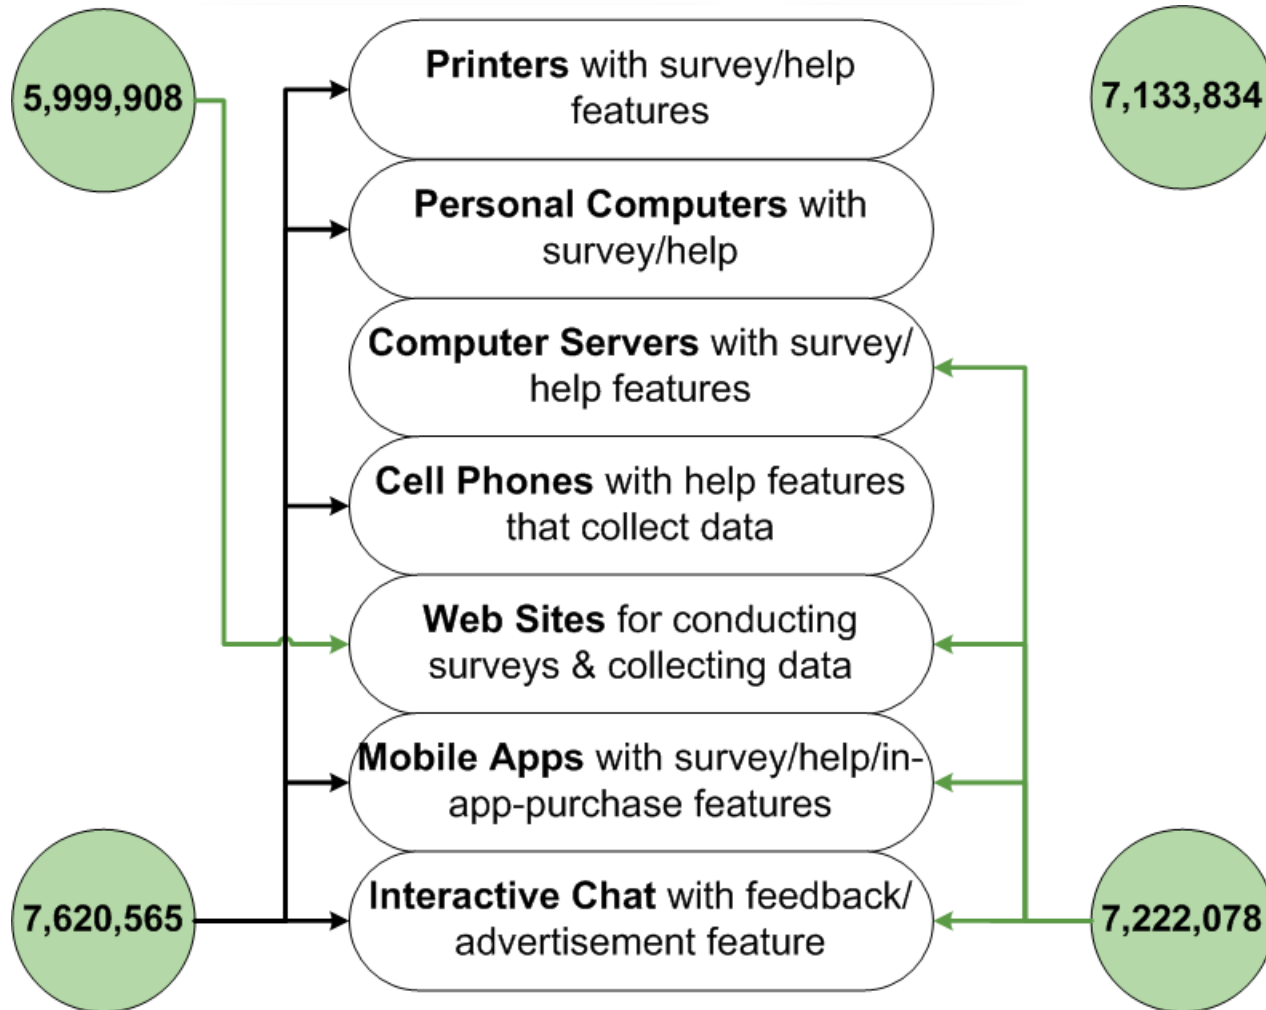 5,999,908
Printers with survey/help
features
7,133,834
Personal Computers with
survey/help
Computer Servers with survey/
help features
Cell Phones with help features
that collect data
Web Sites for conducting
surveys & collecting data
Mobile Apps with survey/help/in-
app-purchase features
7,620,565
Interactive Chat with feedback/
advertisement feature
7,222,078